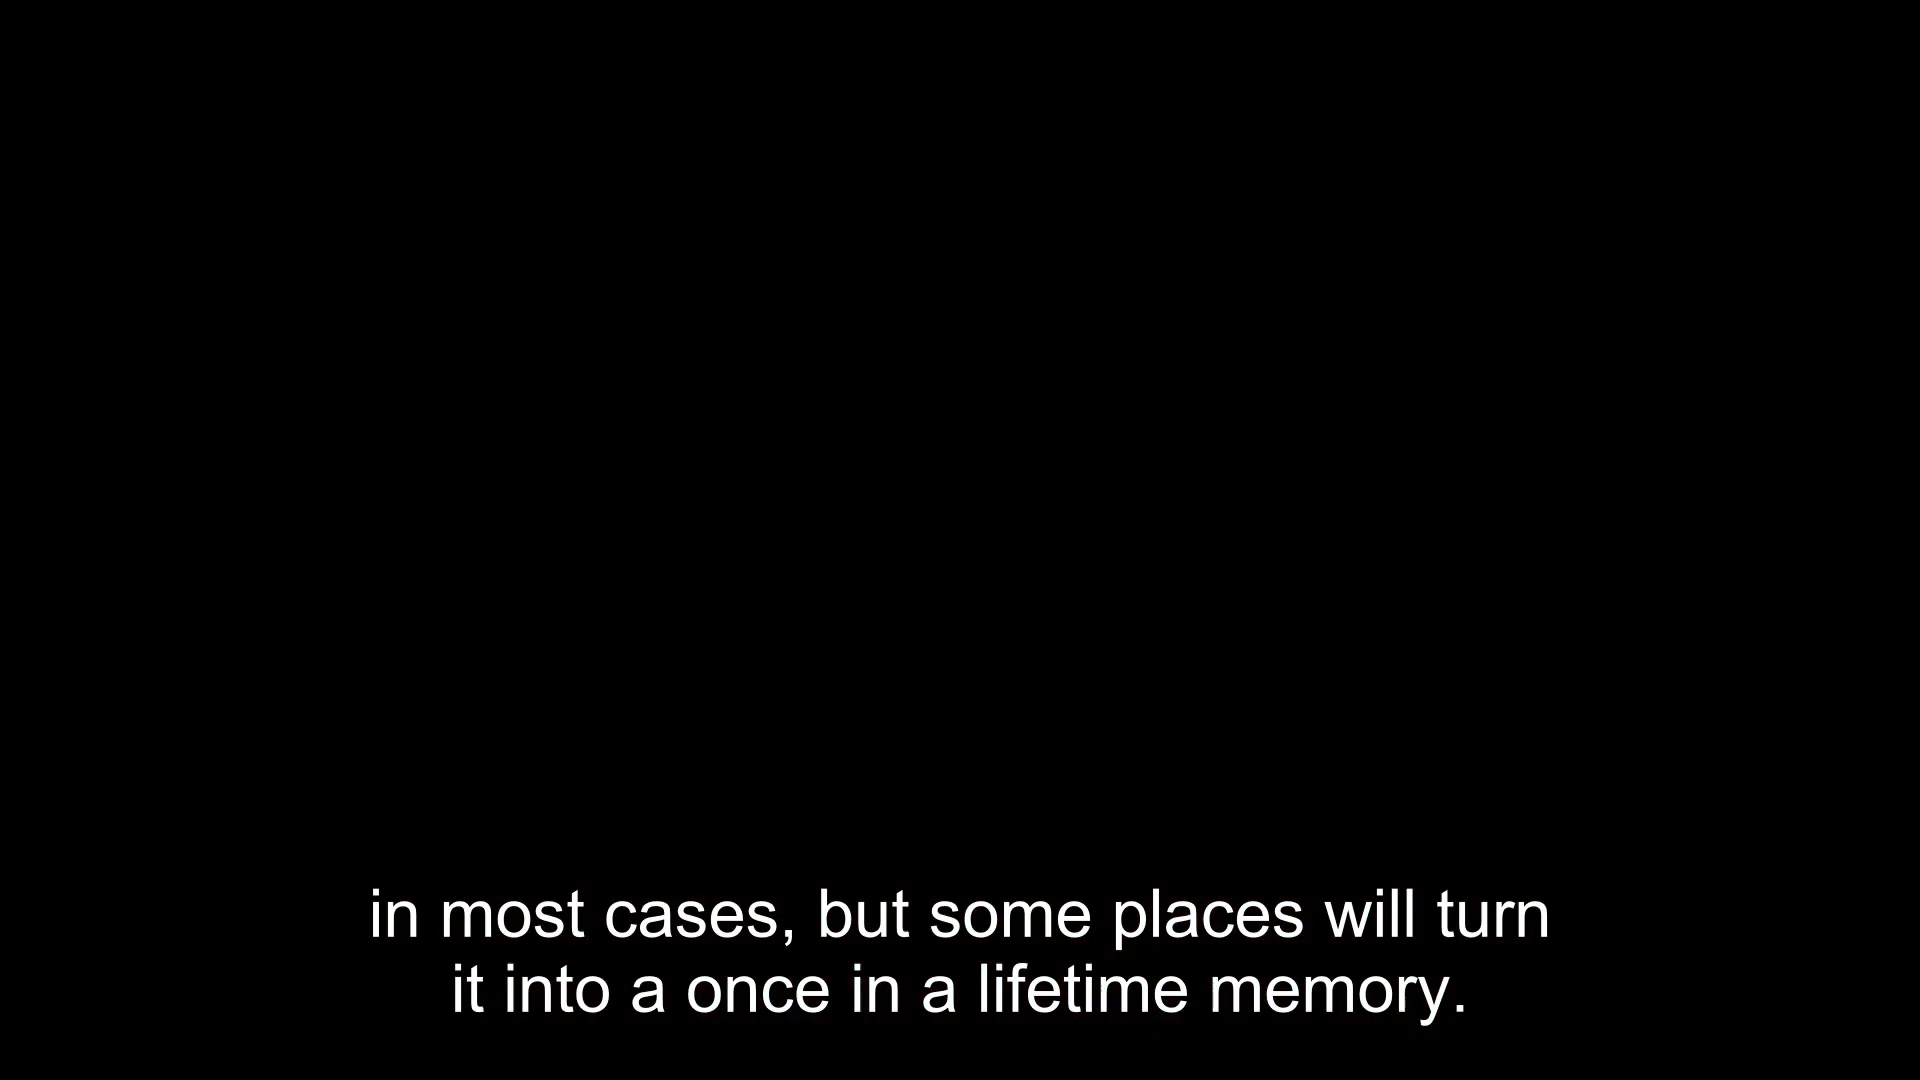 in most cases, but some places will turn
it into a once in a lifetime memory.